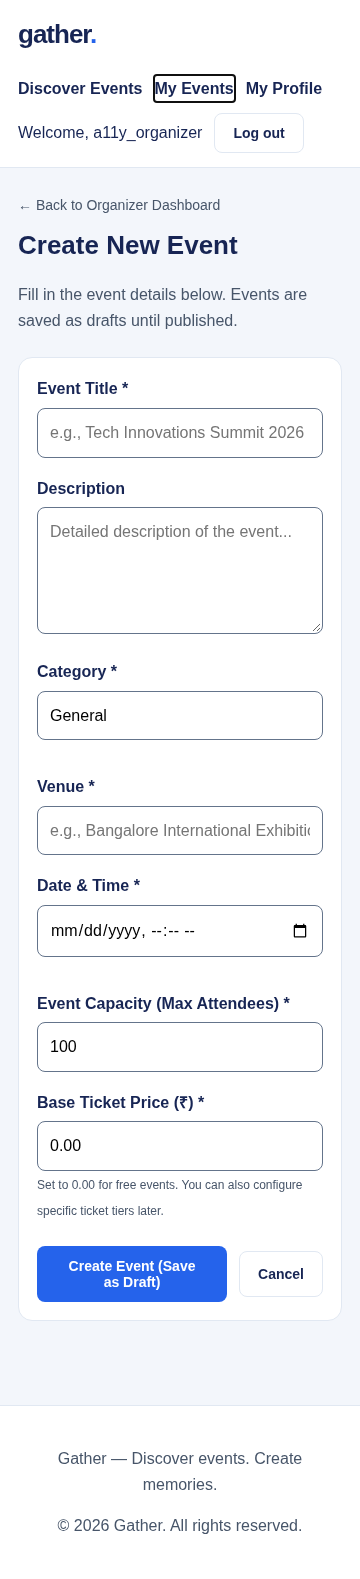 gather.
Discover Events My Events My Profile
Welcome, a11y_organizer Log out
← Back to Organizer Dashboard
Create New Event
Fill in the event details below. Events are
saved as drafts until published.
Event Title *
e.g., Tech Innovations Summit 2026
Description
Detailed description of the event...
Category *
General
Venue *
e.g., Bangalore International Exhibitic
Date & Time *
mm/dd/yyyy, --:-- --
Event Capacity (Max Attendees) *
100
Base Ticket Price (₹) *
0.00
Set to 0.00 for free events. You can also configure
specific ticket tiers later.
Create Event (Save
as Draft)
Cancel
Gather — Discover events. Create
memories.
© 2026 Gather. All rights reserved.